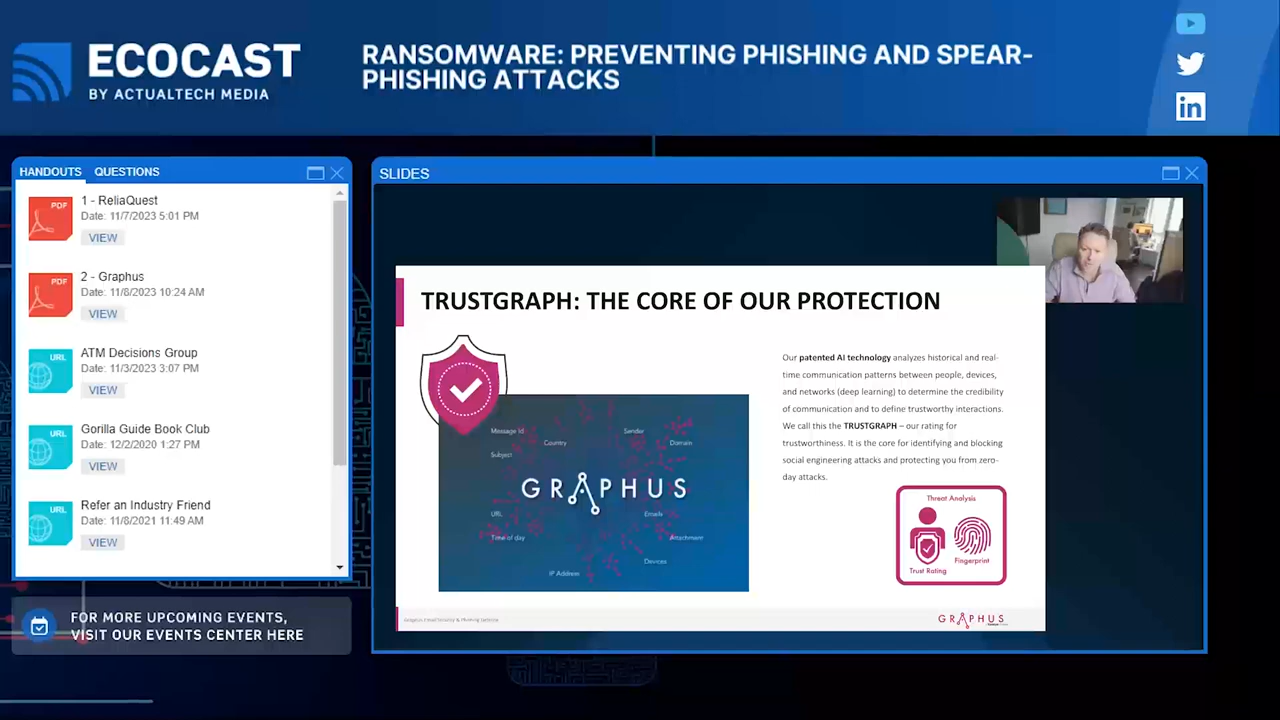 ECOCAST
BY ACTUALTECH MEDIA
RANSOMWARE: PREVENTING PHISHING AND SPEAR-
PHISHING ATTACKS
in
HANDOUTS QUESTIONS
PDF
1 - ReliaQuest
Date: 11/7/2023 5:01 PM
VIEW
PDF
2 - Graphus
Date: 11/8/2023 10:24 AM
VIEW
URL
ATM Decisions Group
Date: 11/3/2023 3:07 PM
VIEW
URL
Gorilla Guide Book Club
Date: 12/2/2020 1:27 PM
VIEW
URL
Refer an Industry Friend
Date: 11/8/2021 11:49 AM
VIEW
FOR MORE UPCOMING EVENTS,
VISIT OUR EVENTS CENTER HERE
SLIDES
TRUSTGRAPH: THE CORE OF OUR PROTECTION
Message Id
Country
Sender
Domain
Subject
GRAPHUS
URL
Emails
Time of day
Attachment
Devices
IP Address
Our patented AI technology analyzes historical and real-
time communication patterns between people, devices,
and networks (deep learning) to determine the credibility
of communication and to define trustworthy interactions.
We call this the TRUSTGRAPH – our rating for
trustworthiness. It is the core for identifying and blocking
social engineering attacks and protecting you from zero-
day attacks.
Threat Analysis
Trust Rating
Fingerprint
GRAPHUS